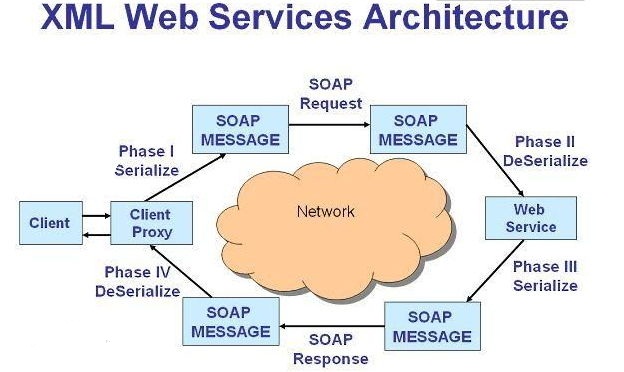 XML Web Services Architecture
SOAP
Request
SOAP
MESSAGE
SOAP
MESSAGE
Phase I
Serialize
Phase II
DeSerialize
Client
Client
Proxy
Network
Web
Service
Phase IV
DeSerialize
Phase III
Serialize
SOAP
MESSAGE
SOAP
MESSAGE
SOAP
Response